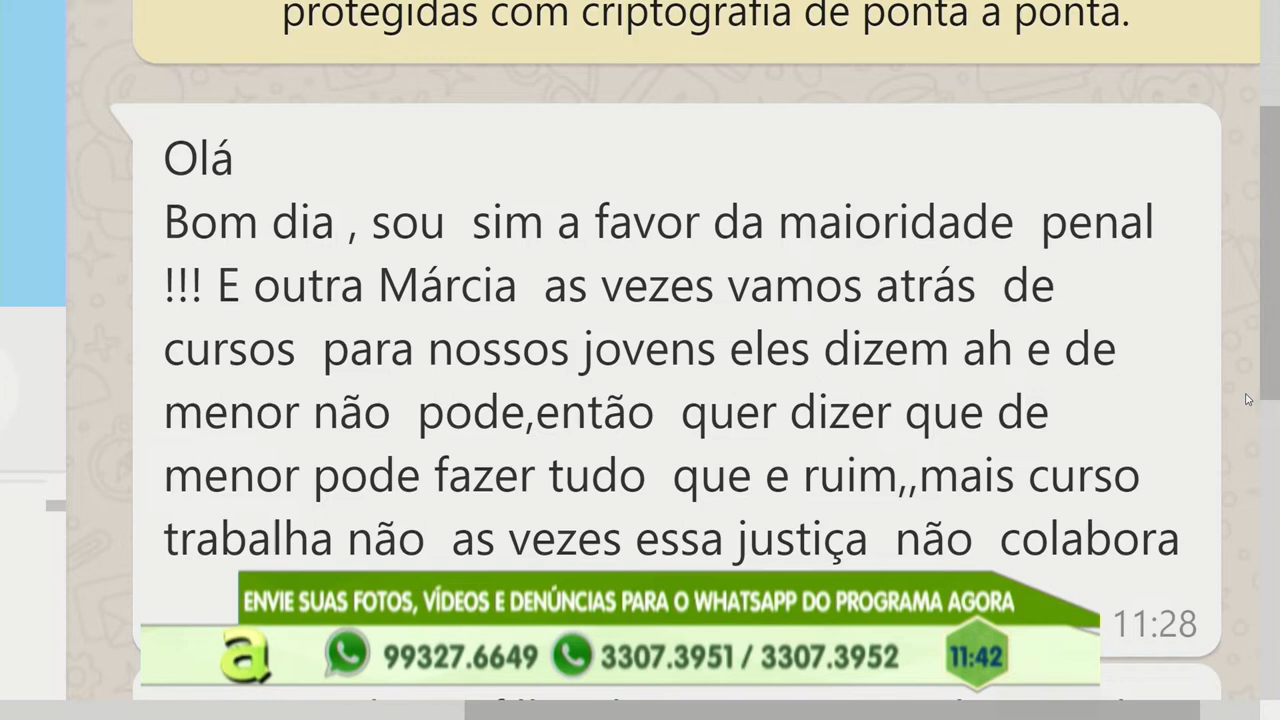 protegidas com criptografia de ponta a ponta.
Olá
Bom dia , sou  sim a favor da maioridade  penal
!!! E outra Márcia  as vezes vamos atrás  de
cursos  para nossos jovens eles dizem ah e de
menor não  pode,então  quer dizer que de
menor pode fazer tudo  que e ruim,,mais curso
trabalha não  as vezes essa justiça  não  colabora
11:28
ENVIE SUAS FOTOS, VÍDEOS E DENÚNCIAS PARA O WHATSAPP DO PROGRAMA AGORA
a 99327.6649 3307.3951 / 3307.3952 11:42